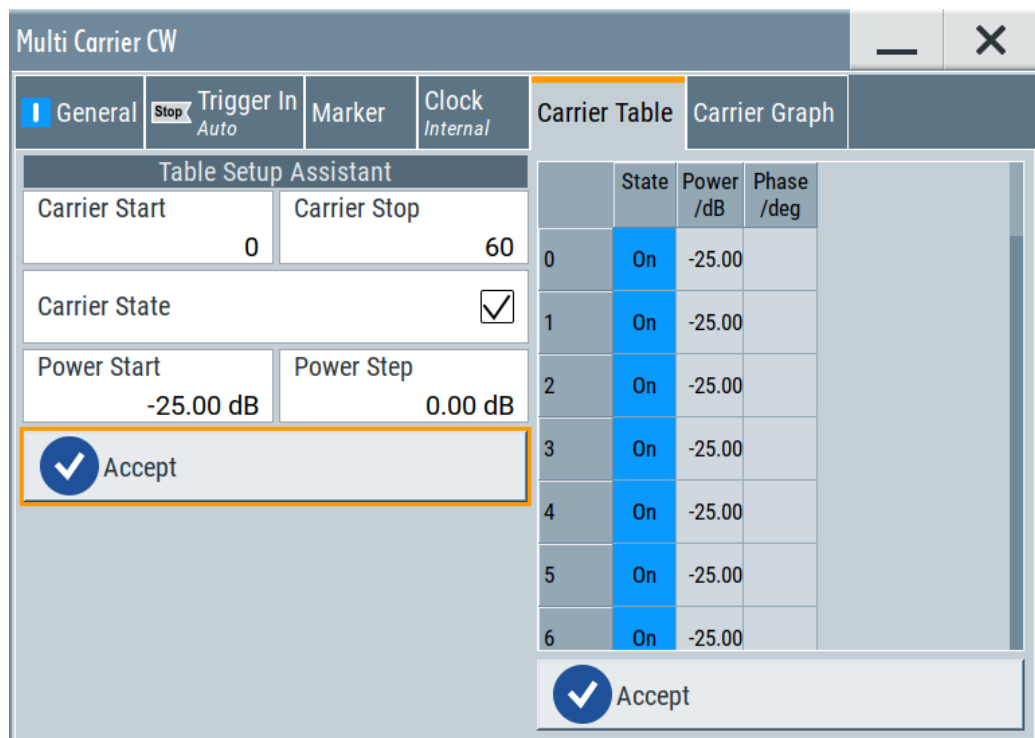 Multi Carrier CW
General
Stop
Trigger In
Auto
Marker
Clock
Internal
Carrier Table
Carrier Graph
Table Setup Assistant
Carrier Start
0
Carrier Stop
60
Carrier State
Power Start
-25.00 dB
Power Step
0.00 dB
Accept
State Power Phase
/dB /deg
0 On -25.00
1 On -25.00
2 On -25.00
3 On -25.00
4 On -25.00
5 On -25.00
6 On -25.00
Accept